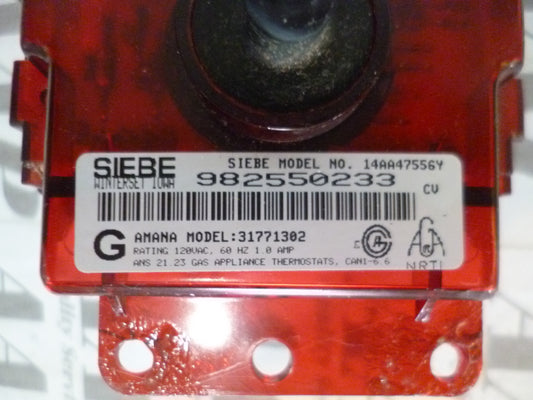 SIEBE SIEBE MODEL NO. 14AA4755GY
WINTERSET IOWA 982550233 CV
G AMANA MODEL:31771302
RATING 120VAC, 60 HZ 1.0 AMP
ANS 21.23 GAS APPLIANCE THERMOSTATS, CAN1-6.6
NRTL